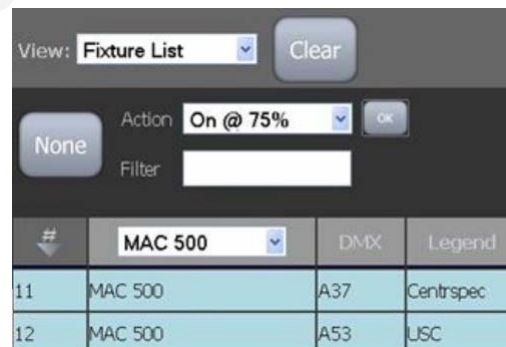 View: Fixture List Clear
None Action On @ 75% OK
Filter
# MAC 500 DMX Legend
11 MAC 500 A37 Centrspec
12 MAC 500 A53 USC